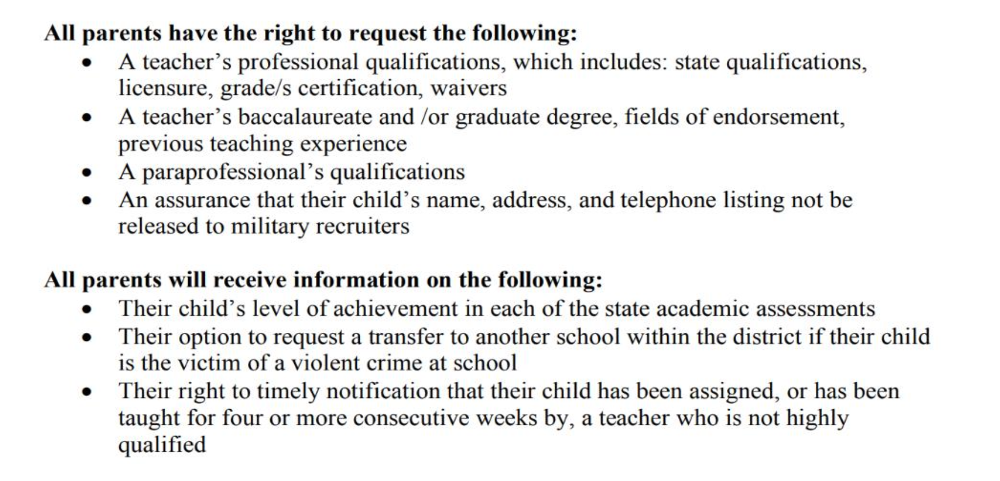 All parents have the right to request the following:
• A teacher’s professional qualifications, which includes: state qualifications,
licensure, grade/s certification, waivers
• A teacher’s baccalaureate and /or graduate degree, fields of endorsement,
previous teaching experience
• A paraprofessional’s qualifications
• An assurance that their child’s name, address, and telephone listing not be
released to military recruiters
All parents will receive information on the following:
• Their child’s level of achievement in each of the state academic assessments
• Their option to request a transfer to another school within the district if their child
is the victim of a violent crime at school
• Their right to timely notification that their child has been assigned, or has been
taught for four or more consecutive weeks by, a teacher who is not highly
qualified